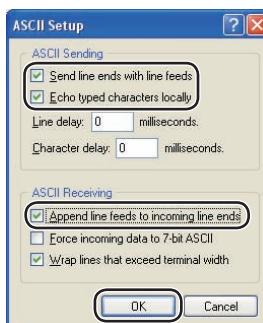 ASCII Setup
ASCII Sending
Send line ends with line feeds
Echo typed characters locally
Line delay: 0 milliseconds.
Character delay: 0 milliseconds.
ASCII Receiving
Append line feeds to incoming line ends
Force incoming data to 7-bit ASCII
Wrap lines that exceed terminal width
OK Cancel